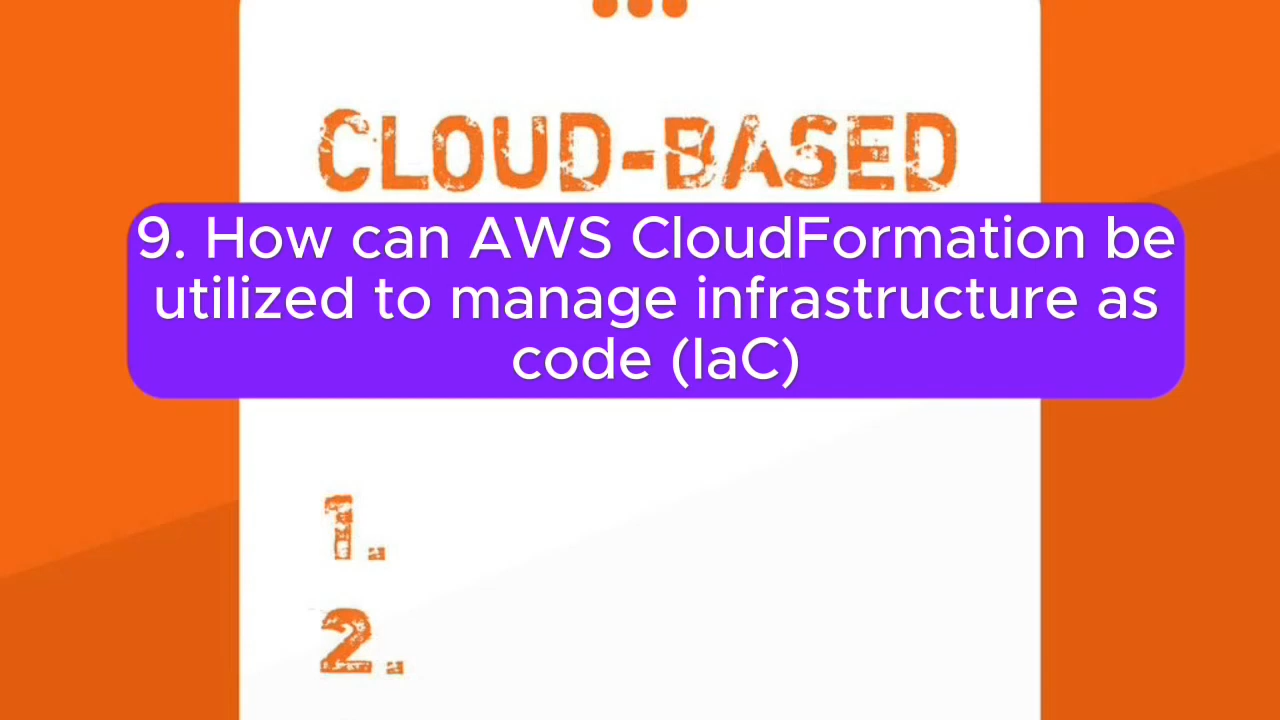 CLOUD-BASED
9. How can AWS CloudFormation be
utilized to manage infrastructure as
code (IaC)
1.
2.